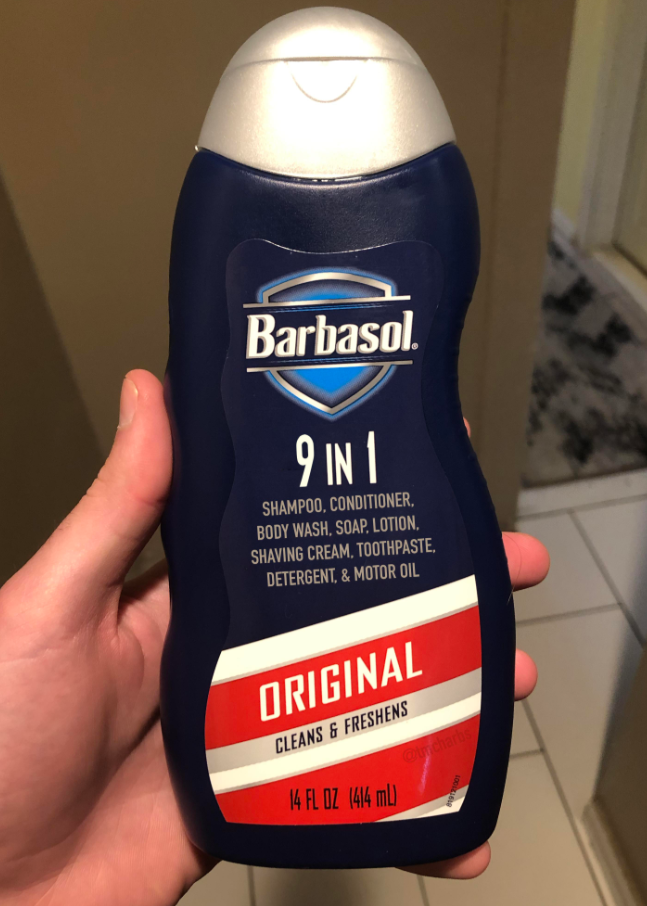 Barbasol®
9 IN 1
SHAMPOO, CONDITIONER,
BODY WASH, SOAP, LOTION,
SHAVING CREAM, TOOTHPASTE,
DETERGENT, & MOTOR OIL
ORIGINAL
CLEANS & FRESHENS
14 FL OZ (414 mL)